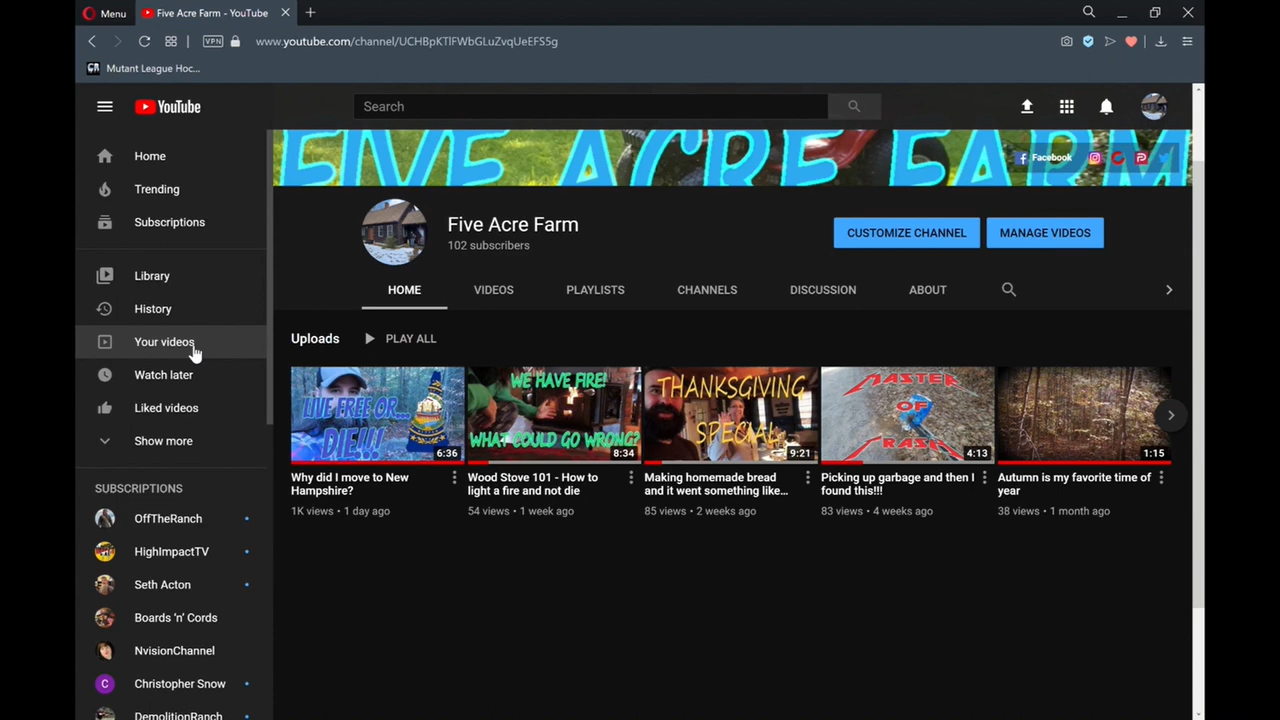 Menu
Five Acre Farm - YouTube
VPN
www.youtube.com/channel/UCHBpKTlFWbGLuZvqUeEFS5g
Mutant League Hoc...
YouTube
Search
Home
Trending
Subscriptions
Library
History
Your videos
Watch later
Liked videos
Show more
SUBSCRIPTIONS
OffTheRanch
HighImpactTV
Seth Acton
Boards 'n' Cords
NvisionChannel
Christopher Snow
DemolitionRanch
FIVE ACRE FARM
Facebook
Five Acre Farm
102 subscribers
CUSTOMIZE CHANNEL
MANAGE VIDEOS
HOME
VIDEOS
PLAYLISTS
CHANNELS
DISCUSSION
ABOUT
Uploads
PLAY ALL
LIVE FREE OR...
DIE!!!
6:36
Why did I move to New
Hampshire?
1K views • 1 day ago
WE HAVE FIRE!
WHAT COULD GO WRONG?
8:34
Wood Stove 101 - How to
light a fire and not die
54 views • 1 week ago
THANKSGIVING
SPECIAL
9:21
Making homemade bread
and it went something like...
85 views • 2 weeks ago
MASTER
OF
TRASH
4:13
Picking up garbage and then I
found this!!!
83 views • 4 weeks ago
1:15
Autumn is my favorite time of
year
38 views • 1 month ago
C